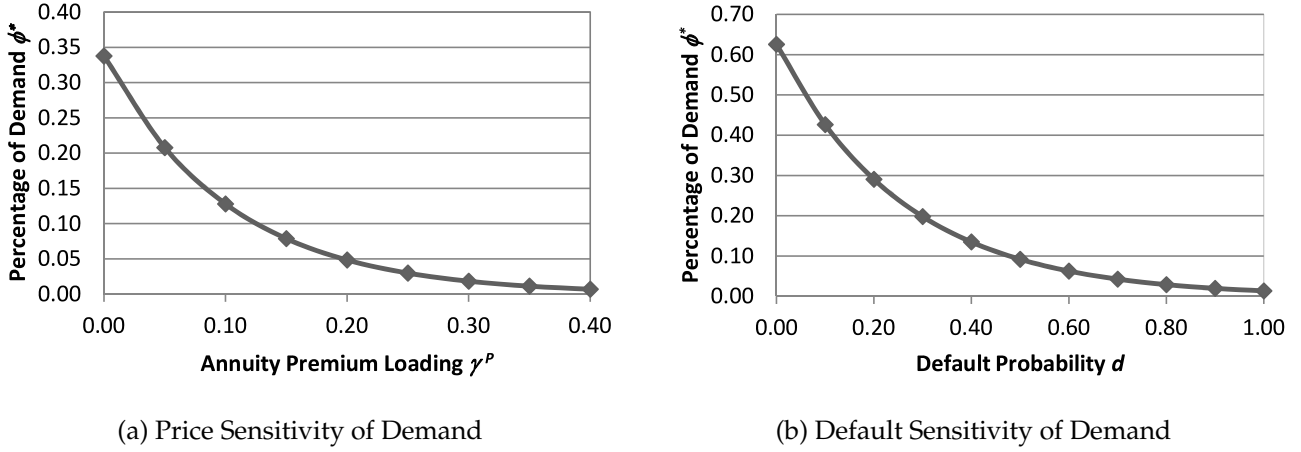 Percentage of Demand ϕ*
0.40
0.35
0.30
0.25
0.20
0.15
0.10
0.05
0.00
0.00 0.10 0.20 0.30 0.40
Annuity Premium Loading γ P
(a) Price Sensitivity of Demand
Percentage of Demand ϕ*
0.70
0.60
0.50
0.40
0.30
0.20
0.10
0.00
0.00 0.20 0.40 0.60 0.80 1.00
Default Probability d
(b) Default Sensitivity of Demand